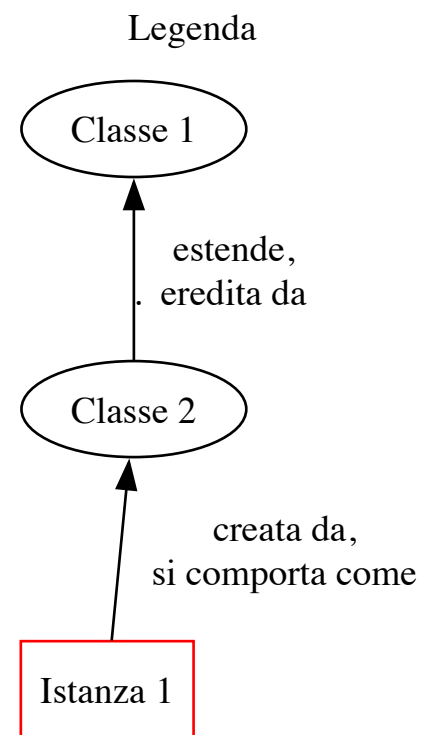 Legenda
Classe 1
estende,
. eredita da
Classe 2
creata da,
si comporta come
Istanza 1